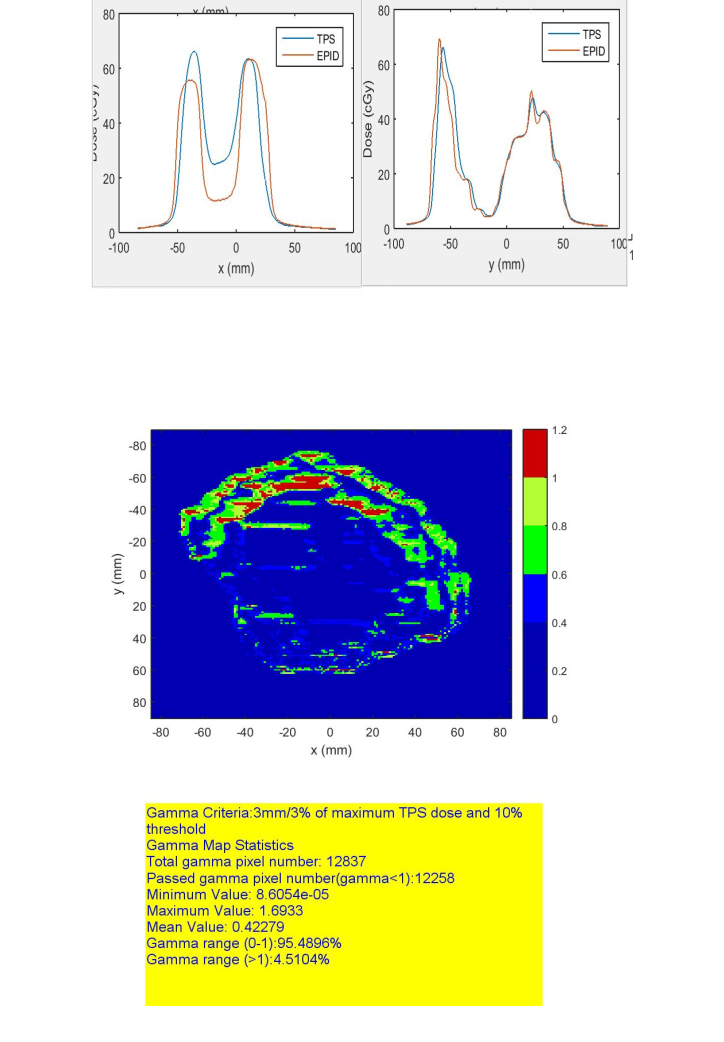 x (mm)
80
60
40
20
0
-100
-50
0
50
100
x (mm)
TPS
EPID
Dose (cGy)
80
60
40
20
0
-100
-50
0
50
100
y (mm)
TPS
EPID
1
-80
-60
-40
-20
0
20
40
60
80
y (mm)
-80
-60
-40
-20
0
20
40
60
80
x (mm)
1.2
1
0.8
0.6
0.4
0.2
0
Gamma Criteria:3mm/3% of maximum TPS dose and 10%
threshold
Gamma Map Statistics
Total gamma pixel number: 12837
Passed gamma pixel number(gamma<1):12258
Minimum Value: 8.6054e-05
Maximum Value: 1.6933
Mean Value: 0.42279
Gamma range (0-1):95.4896%
Gamma range (>1):4.5104%